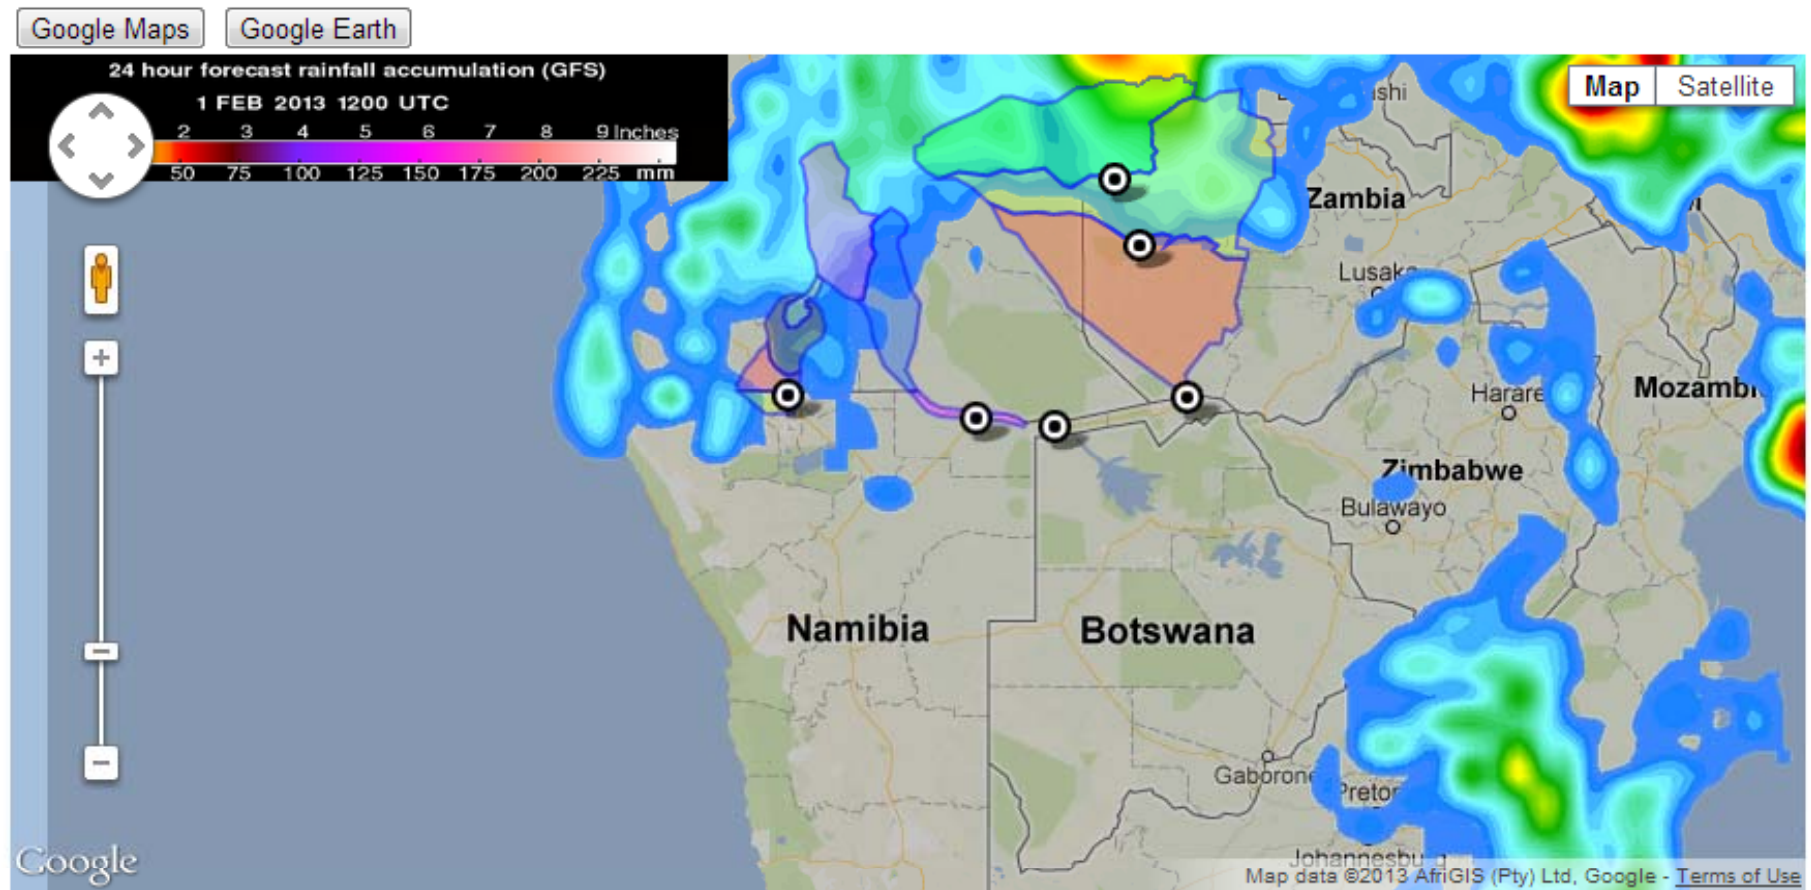 Google Maps Google Earth
24 hour forecast rainfall accumulation (GFS)
1 FEB 2013 1200 UTC
2 3 4 5 6 7 8 9 Inches
50 75 100 125 150 175 200 225 mm
Map Satellite
Zambia
Lusaka
Harare
Mozambi
Zimbabwe
Bulawayo
Namibia
Botswana
Gaborone
Pretor
Johannesbu g
Google
Map data ©2013 AfriGIS (Pty) Ltd, Google - Terms of Use